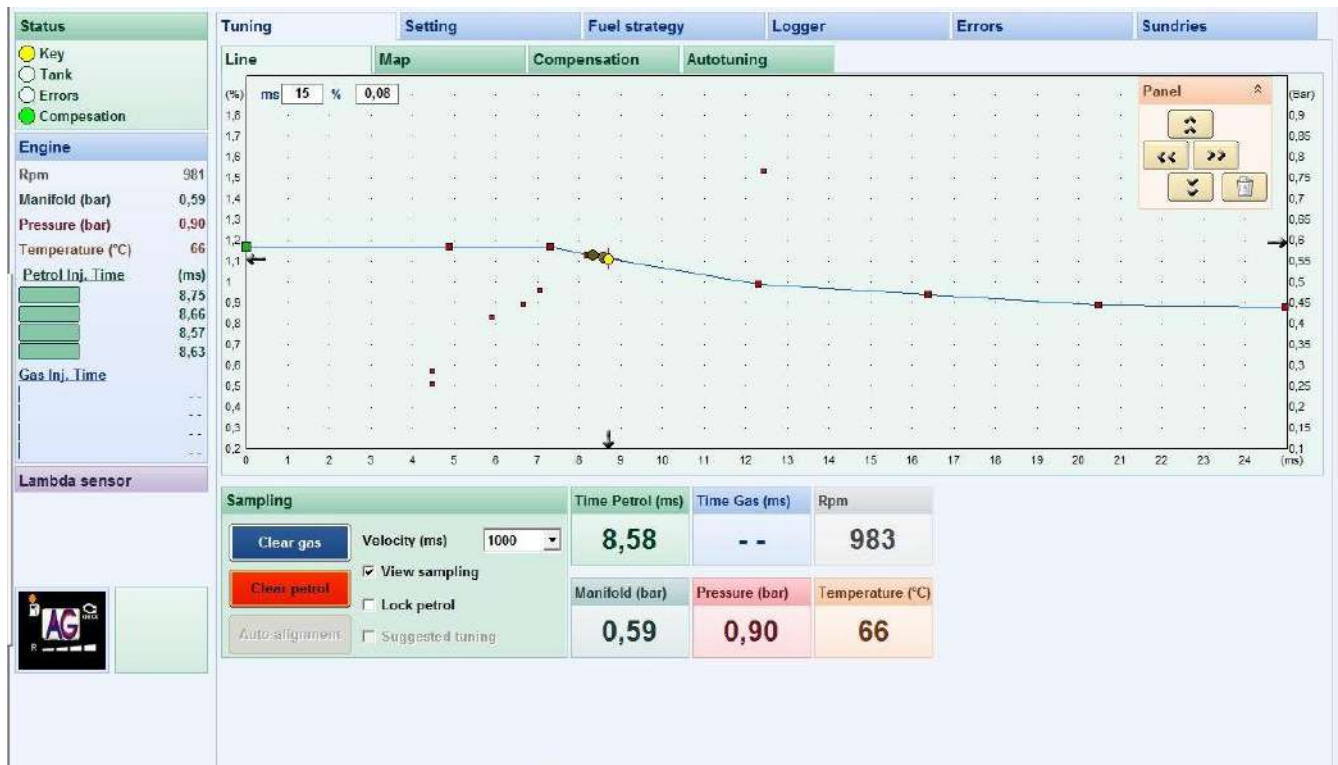 Status
Key
Tank
Errors
Compesation
Engine
Rpm 981
Manifold (bar) 0,59
Pressure (bar) 0,90
Temperature (°C) 66
Petrol Inj. Time (ms)
8,75
8,66
8,57
8,63
Gas Inj. Time
- -
- -
- -
- -
Lambda sensor
AG
R
Tuning Setting Fuel strategy Logger Errors Sundries
Line Map Compensation Autotuning
(%) ms 15 % 0,08
1,8
1,7
1,6
1,5
1,4
1,3
1,2
1,1
1
0,9
0,8
0,7
0,6
0,5
0,4
0,3
0,2
0 1 2 3 4 5 6 7 8 9 10 11 12 13 14 15 16 17 18 19 20 21 22 23 24 (ms)
Panel
(Bar)
0,9
0,85
0,8
0,75
0,7
0,65
0,6
0,55
0,5
0,45
0,4
0,35
0,3
0,25
0,2
0,15
0,1
Sampling
Clear gas
Clear petrol
Auto alignment
Velocity (ms) 1000
View sampling
Lock petrol
Suggested tuning
Time Petrol (ms) Time Gas (ms) Rpm
8,58 - - 983
Manifold (bar) Pressure (bar) Temperature (°C)
0,59 0,90 66